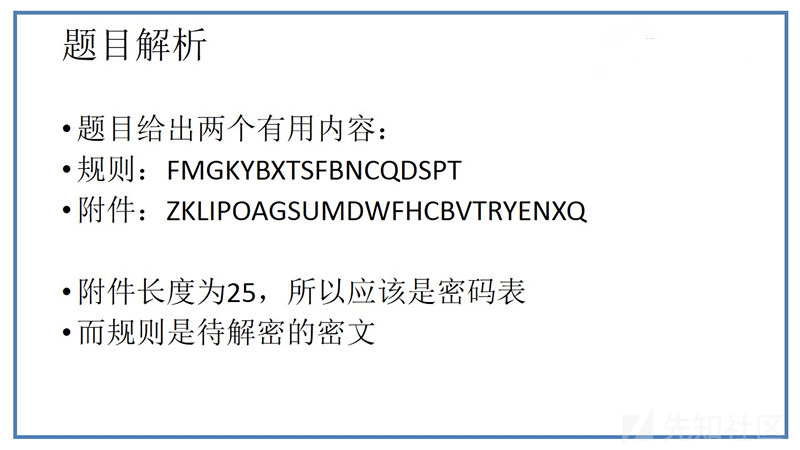 题目解析
•题目给出两个有用内容：
•规则：FMGKYBXTSFBNCQDSPT
•附件：ZKLIPOAGSUMDWFHCBVTRYENXQ
•附件长度为25，所以应该是密码表
•而规则是待解密的密文
先知社区